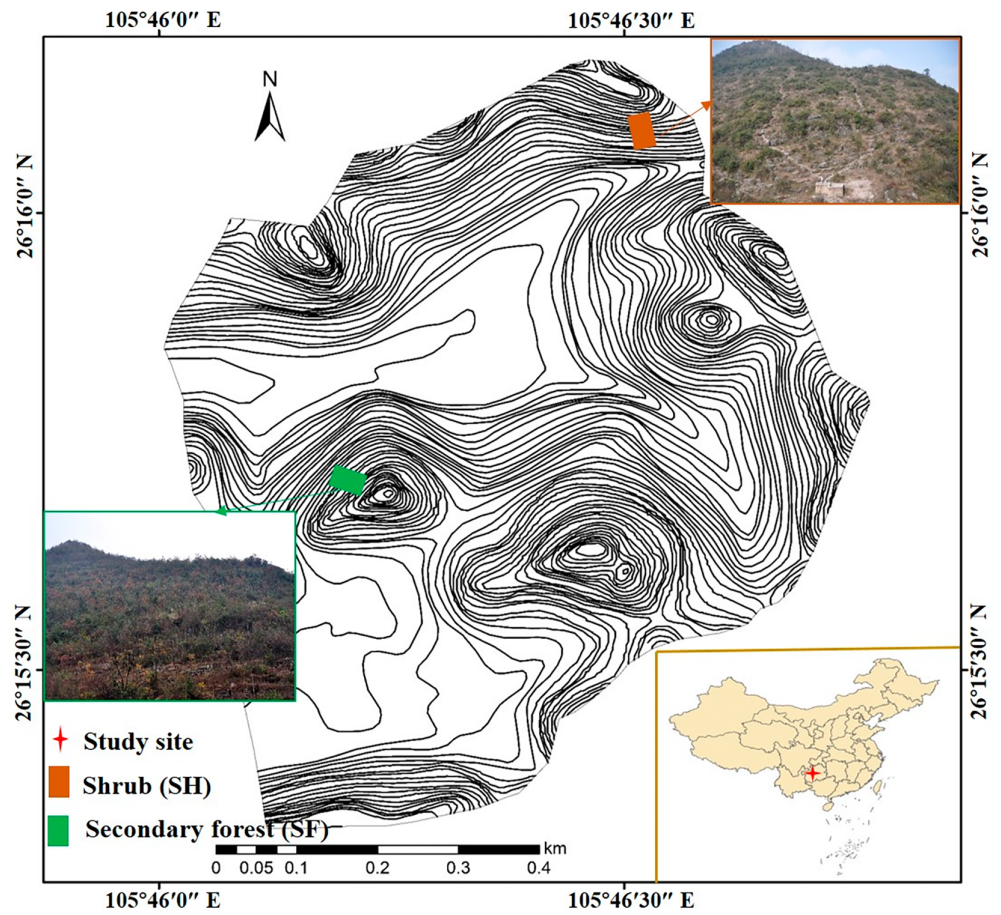 105°46′0″ E
105°46′30″ E
N
26°16′0″ N
26°16′0″ N
26°15′30″ N
26°15′30″ N
Study site
Shrub (SH)
Secondary forest (SF)
km
0 0.05 0.1 0.2 0.3 0.4
105°46′0″ E
105°46′30″ E